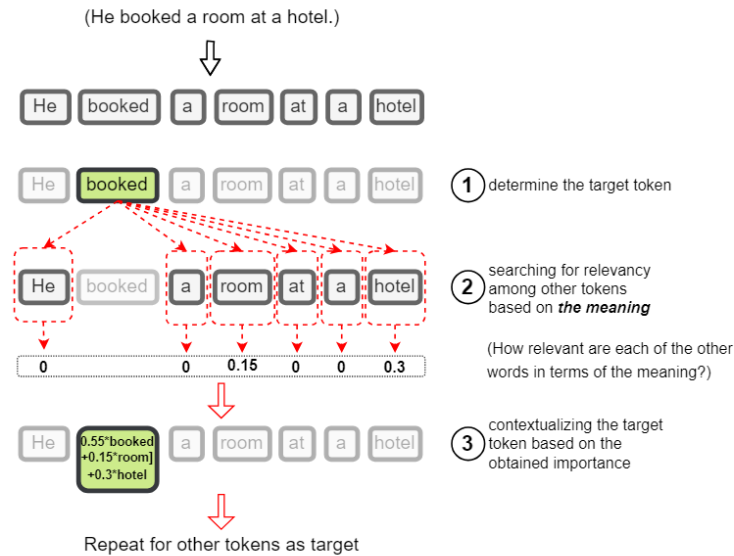 (He booked a room at a hotel.)
He booked a room at a hotel
He booked a room at a hotel
1 determine the target token
He booked a room at a hotel
2 searching for relevancy
among other tokens
based on the meaning
(How relevant are each of the other
words in terms of the meaning?)
0 0 0.15 0 0 0.3
He 0.55*booked a room at a hotel
+0.15*room]
+0.3*hotel
3 contextualizing the target
token based on the
obtained importance
Repeat for other tokens as target